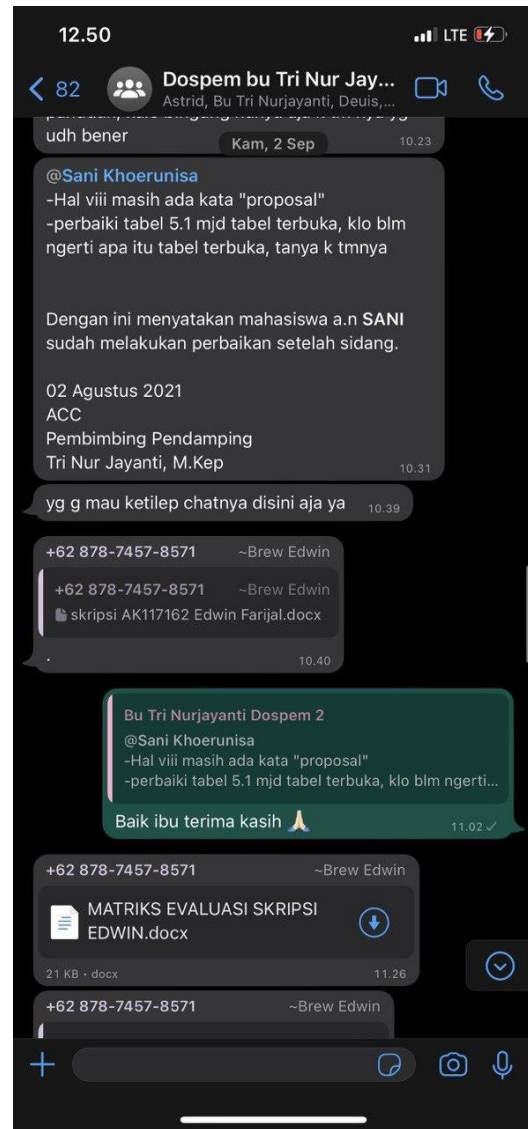 12.50
LTE
82
Dospem bu Tri Nur Jay...
Astrid, Bu Tri Nurjayanti, Deuis,...
udh bener
10.23
Kam, 2 Sep
@Sani Khoerunisa
-Hal viii masih ada kata "proposal"
-perbaiki tabel 5.1 mjd tabel terbuka, klo blm
ngerti apa itu tabel terbuka, tanya k tmnya
Dengan ini menyatakan mahasiswa a.n SANI
sudah melakukan perbaikan setelah sidang.
02 Agustus 2021
ACC
Pembimbing Pendamping
Tri Nur Jayanti, M.Kep
10.31
yg g mau ketilep chatnya disini aja ya
10.39
+62 878-7457-8571 ~Brew Edwin
+62 878-7457-8571 ~Brew Edwin
skripsi AK117162 Edwin Farijal.docx
.
10.40
Bu Tri Nurjayanti Dospem 2
@Sani Khoerunisa
-Hal viii masih ada kata "proposal"
-perbaiki tabel 5.1 mjd tabel terbuka, klo blm ngerti...
Baik ibu terima kasih 🙏🏻
11.02
+62 878-7457-8571 ~Brew Edwin
MATRIKS EVALUASI SKRIPSI
EDWIN.docx
21 KB • docx
11.26
+62 878-7457-8571 ~Brew Edwin